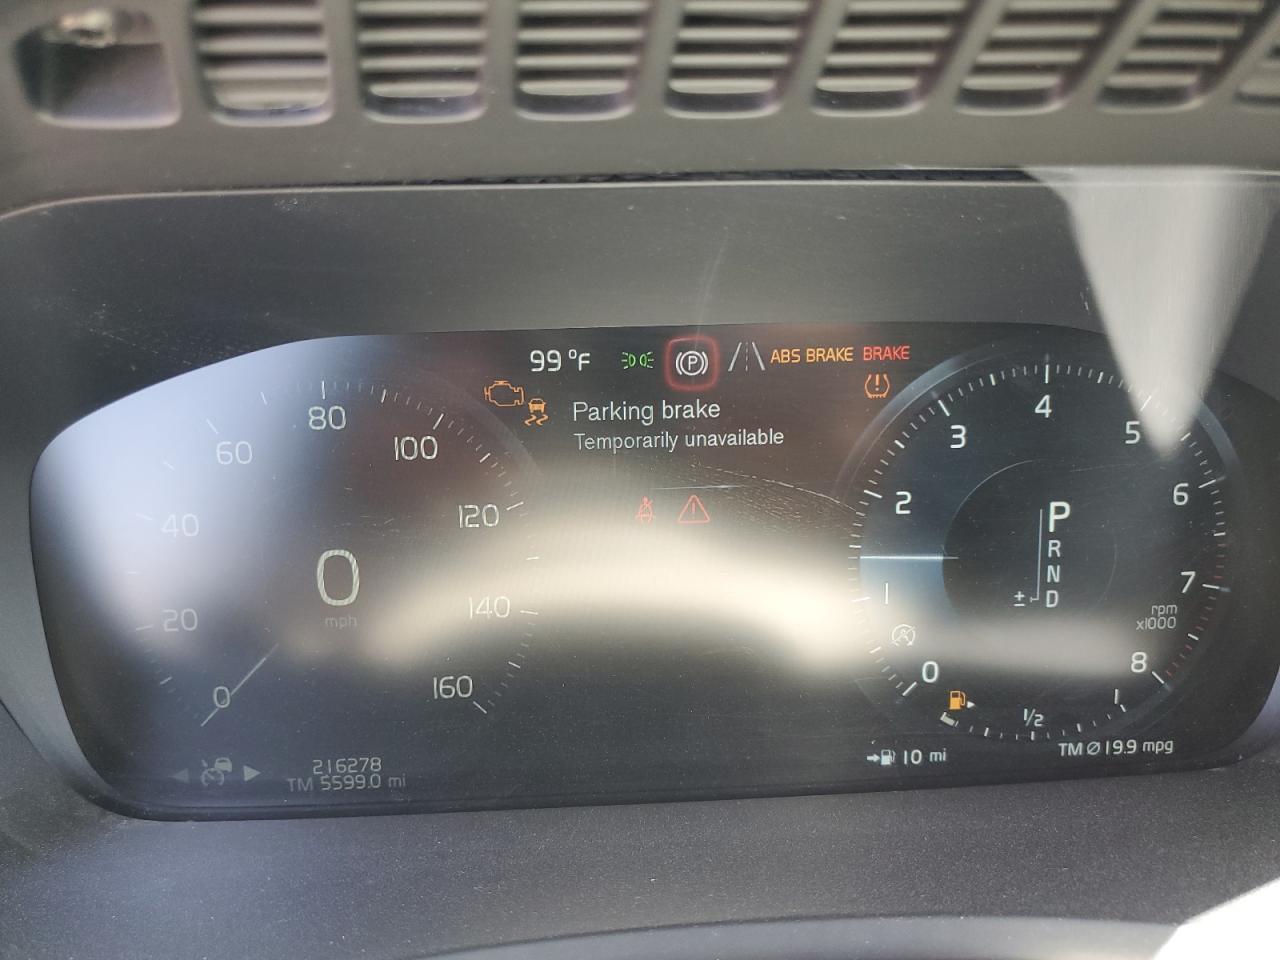 99 °F
P
ABS BRAKE BRAKE
Parking brake
Temporarily unavailable
0
20
40
60
80
100
120
140
160
0
mph
0
1
2
3
4
5
6
7
8
rpm
x1000
P
R
N
± D
1/2
1
216278
TM 5599.0 mi
10 mi
TM Ø 19.9 mpg